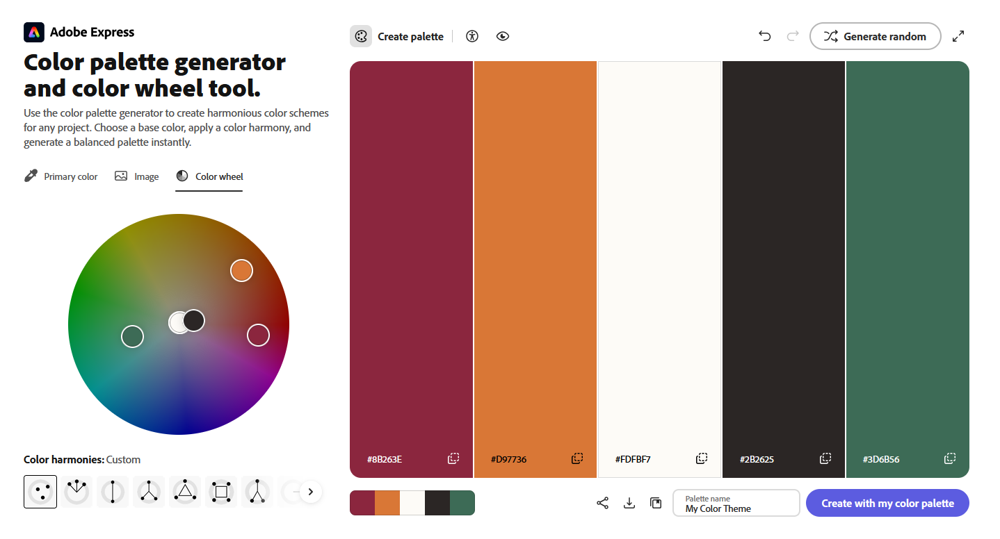 Adobe Express
Color palette generator
and color wheel tool.
Use the color palette generator to create harmonious color schemes
for any project. Choose a base color, apply a color harmony, and
generate a balanced palette instantly.
Primary color
Image
Color wheel
Color harmonies: Custom
Create palette
Generate random
#8B263E
#D97736
#FDFBF7
#2B2625
#3D6B56
Palette name
My Color Theme
Create with my color palette